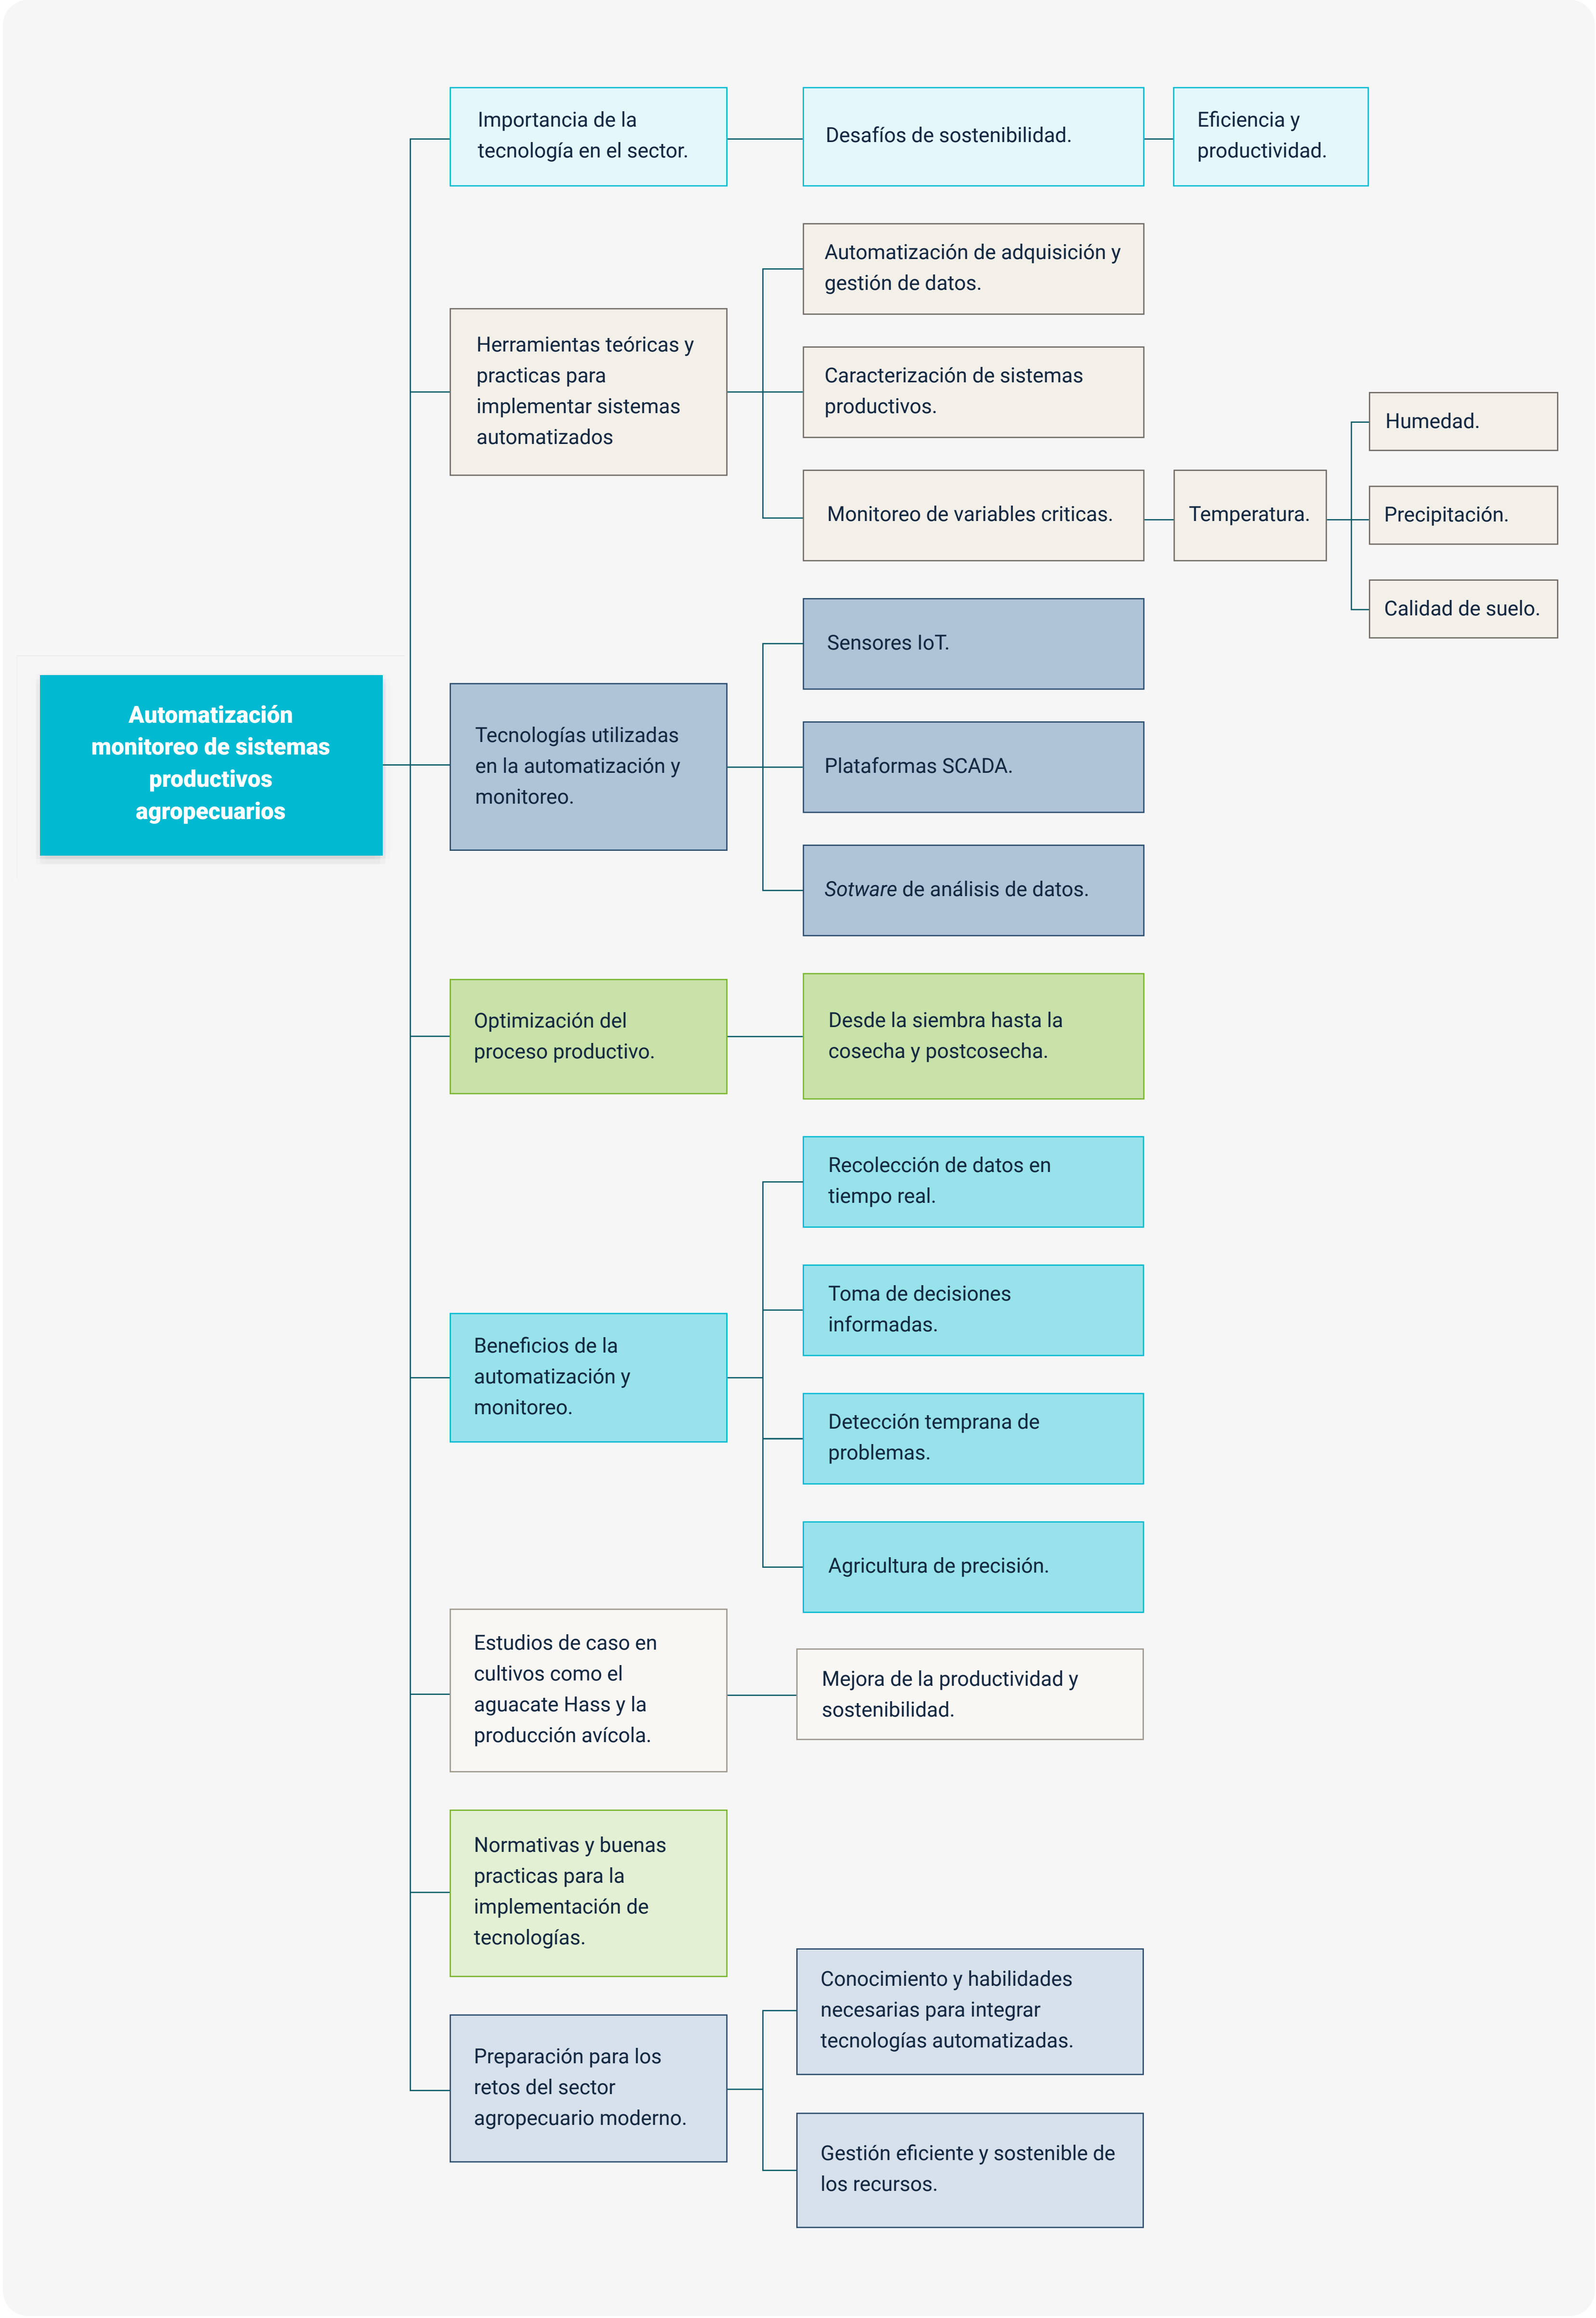 Automatización
monitoreo de sistemas
productivos
agropecuarios
Importancia de la
tecnología en el sector.
Desafíos de sostenibilidad.
Eficiencia y
productividad.
Herramientas teóricas y
practicas para
implementar sistemas
automatizados
Automatización de adquisición y
gestión de datos.
Caracterización de sistemas
productivos.
Monitoreo de variables criticas.
Temperatura.
Humedad.
Precipitación.
Calidad de suelo.
Tecnologías utilizadas
en la automatización y
monitoreo.
Sensores IoT.
Plataformas SCADA.
Sotware de análisis de datos.
Optimización del
proceso productivo.
Desde la siembra hasta la
cosecha y postcosecha.
Beneficios de la
automatización y
monitoreo.
Recolección de datos en
tiempo real.
Toma de decisiones
informadas.
Detección temprana de
problemas.
Agricultura de precisión.
Estudios de caso en
cultivos como el
aguacate Hass y la
producción avícola.
Mejora de la productividad y
sostenibilidad.
Normativas y buenas
practicas para la
implementación de
tecnologías.
Preparación para los
retos del sector
agropecuario moderno.
Conocimiento y habilidades
necesarias para integrar
tecnologías automatizadas.
Gestión eficiente y sostenible de
los recursos.